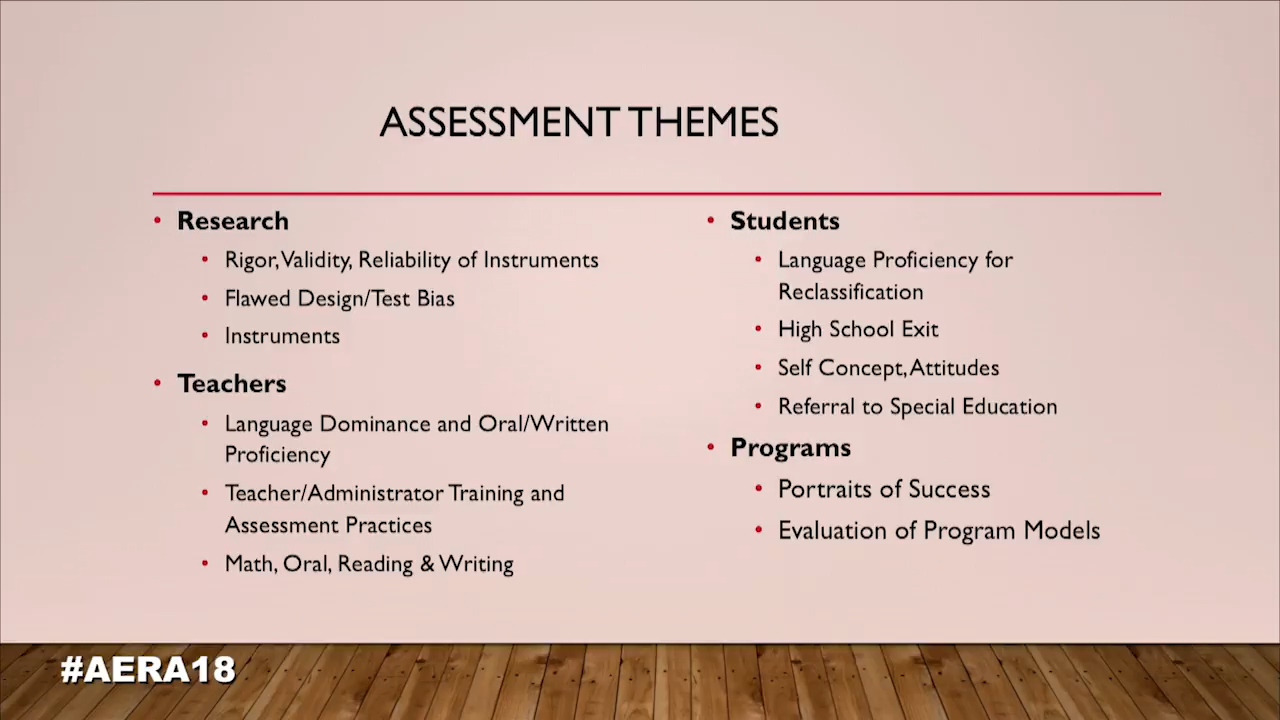 ASSESSMENT THEMES
Research
Rigor, Validity, Reliability of Instruments
Flawed Design/Test Bias
Instruments
Teachers
Language Dominance and Oral/Written
Proficiency
Teacher/Administrator Training and
Assessment Practices
Math, Oral, Reading & Writing
Students
Language Proficiency for
Reclassification
High School Exit
Self Concept, Attitudes
Referral to Special Education
Programs
Portraits of Success
Evaluation of Program Models
#AERA18